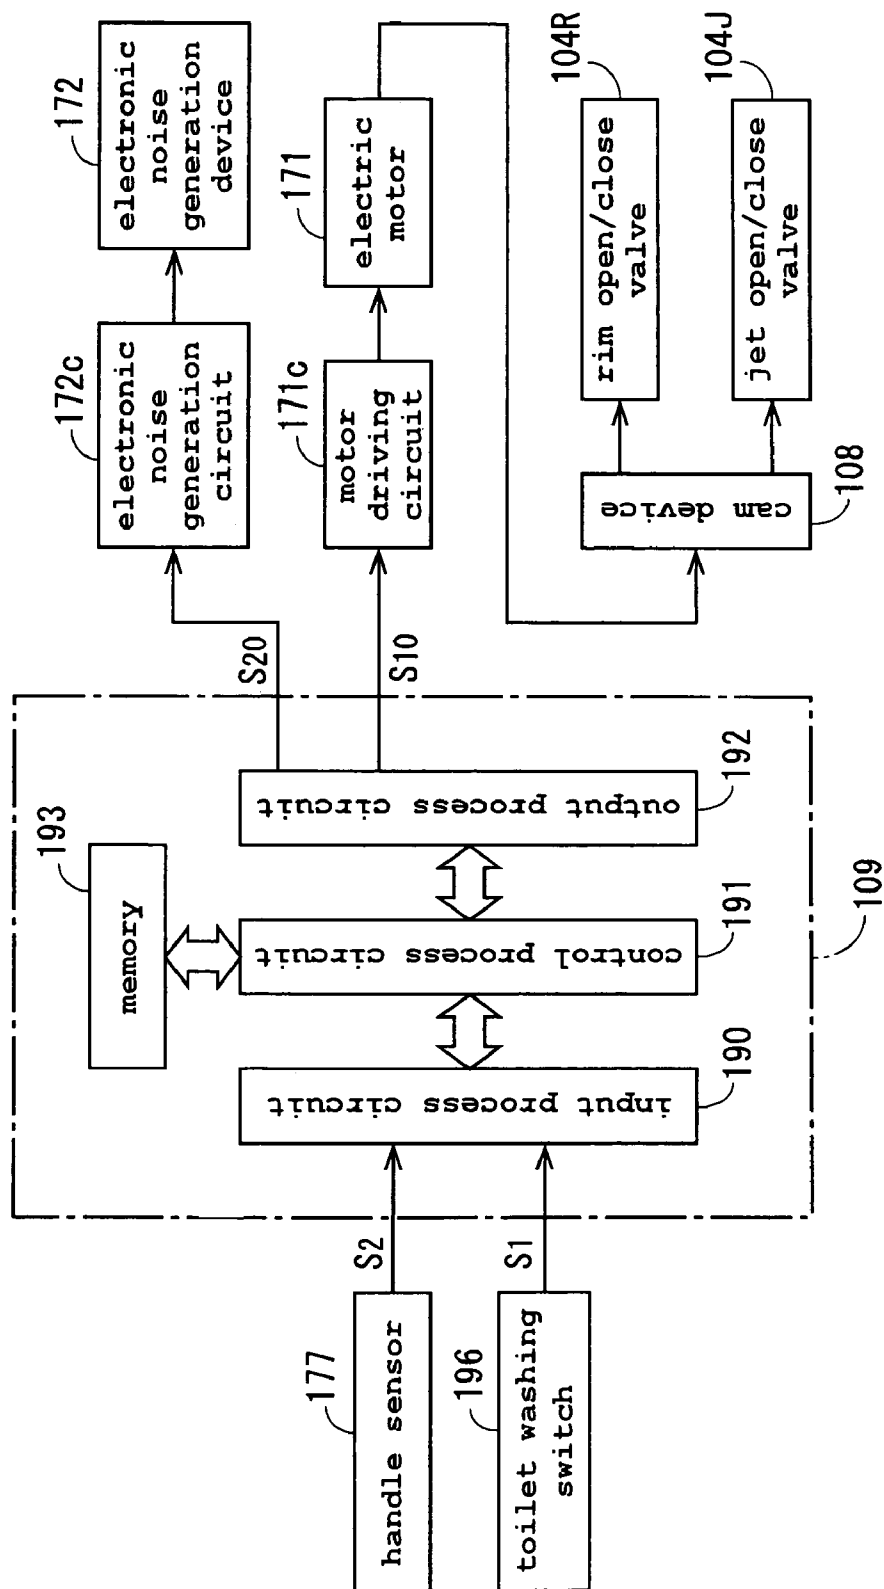 handle sensor
177
S2
toilet washing
switch
196
S1
input process circuit
190
control process circuit
191
output process circuit
192
memory
193
109
S20
S10
electronic
noise
generation
circuit
172c
electronic
noise
generation
device
172
motor
driving
circuit
171c
electric
motor
171
cam device
108
rim open/close
valve
104R
jet open/close
valve
104J